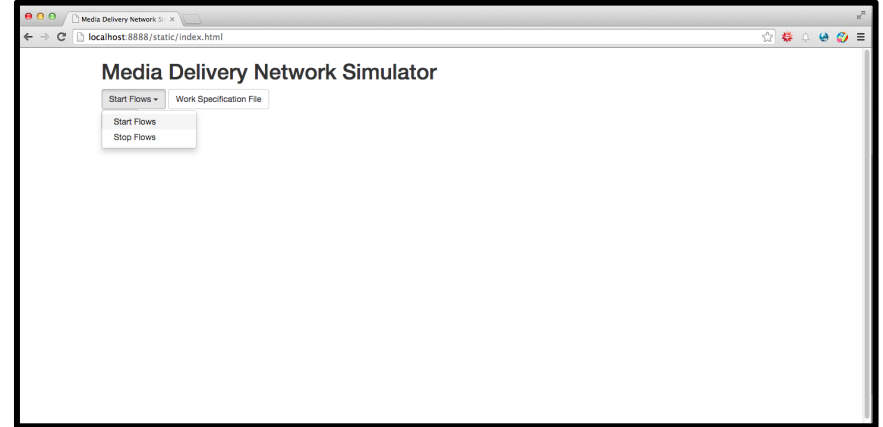 Media Delivery Network Si
localhost:8888/static/index.html
Media Delivery Network Simulator
Start Flows Work Specification File
Start Flows
Stop Flows